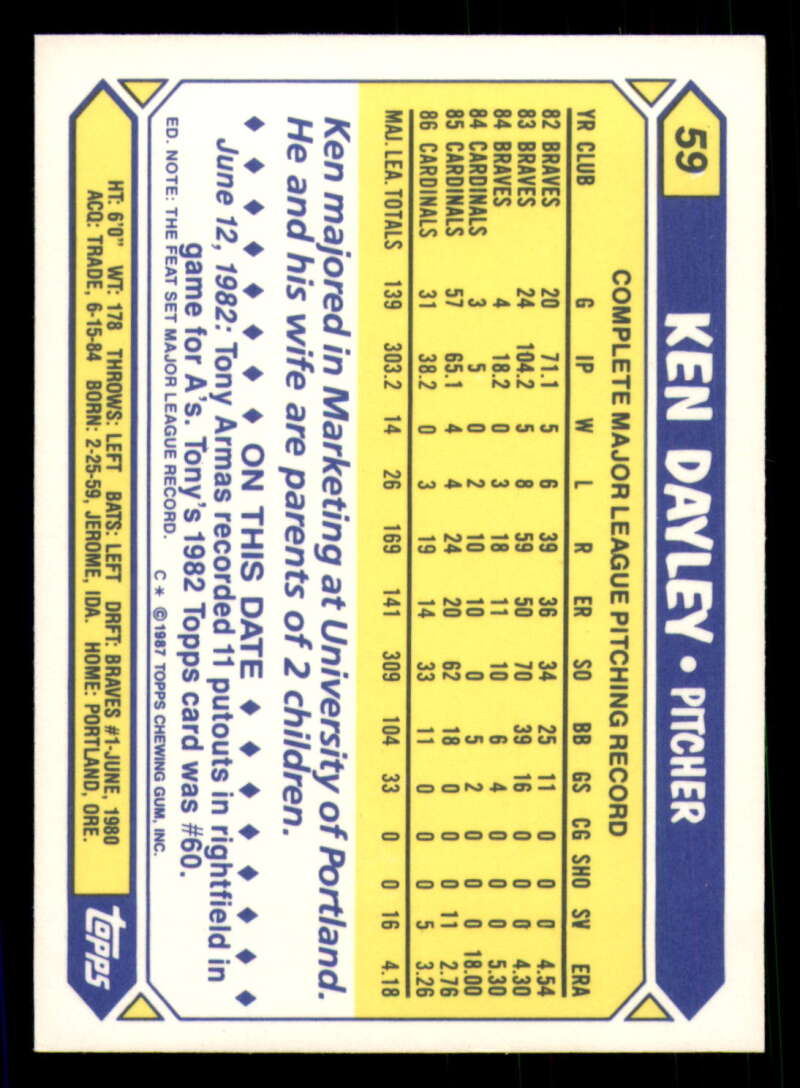 59 KEN DAYLEY • PITCHER
COMPLETE MAJOR LEAGUE PITCHING RECORD
YR CLUB G IP W L R ER SO BB GS CG SHO SV ERA
82 BRAVES 20 71.1 5 6 39 36 34 25 11 0 0 0 4.54
83 BRAVES 24 104.2 5 8 59 50 70 39 16 0 0 0 4.30
84 BRAVES 4 18.2 0 3 18 11 10 6 4 0 0 0 5.30
84 CARDINALS 3 5 0 2 10 10 0 5 2 0 0 0 18.00
85 CARDINALS 57 65.1 4 4 24 20 62 18 0 0 0 11 2.76
86 CARDINALS 31 38.2 0 3 19 14 33 11 0 0 0 5 3.26
MAJ. LEA. TOTALS 139 303.2 14 26 169 141 309 104 33 0 0 16 4.18
Ken majored in Marketing at University of Portland.
He and his wife are parents of 2 children.
◆ ◆ ◆ ◆ ◆ ◆ ◆ ◆ ON THIS DATE ◆ ◆ ◆ ◆ ◆ ◆ ◆ ◆
June 12, 1982: Tony Armas recorded 11 putouts in rightfield in
game for A's. Tony's 1982 Topps card was #60.
ED. NOTE: THE FEAT SET MAJOR LEAGUE RECORD. C * ©1987 TOPPS CHEWING GUM, INC.
HT: 6'0" WT: 178 THROWS: LEFT BATS: LEFT DRFT: BRAVES #1-JUNE, 1980
ACQ: TRADE, 6-15-84 BORN: 2-25-59, JEROME, IDA. HOME: PORTLAND, ORE.
TOPPS